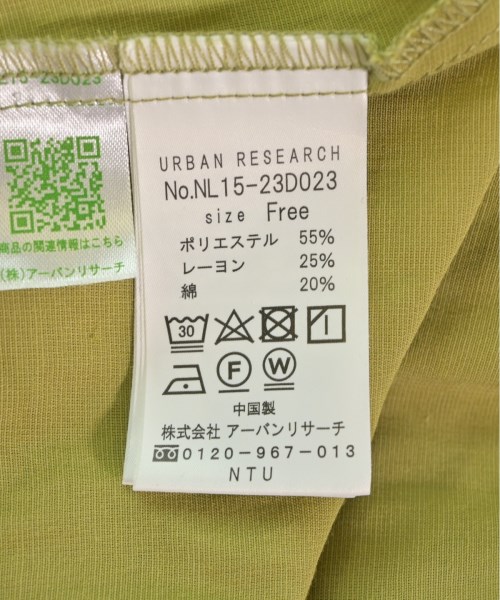 L15-23D023
商品の関連情報はこちら
(株)アーバンリサーチ
URBAN RESEARCH
No.NL15-23D023
size Free
ポリエステル 55%
レーヨン 25%
綿 20%
30
F W
中国製
株式会社 アーバンリサーチ
0120-967-013
NTU